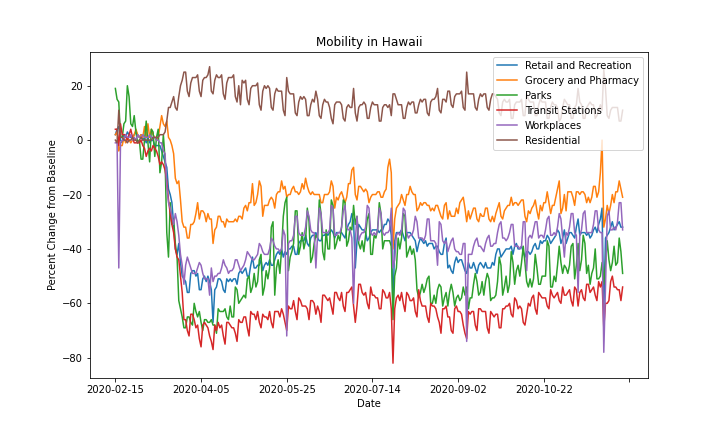 Mobility in Hawaii
Percent Change from Baseline
20
0
−20
−40
−60
−80
Retail and Recreation
Grocery and Pharmacy
Parks
Transit Stations
Workplaces
Residential
2020-02-15
2020-04-05
2020-05-25
2020-07-14
2020-09-02
2020-10-22
Date